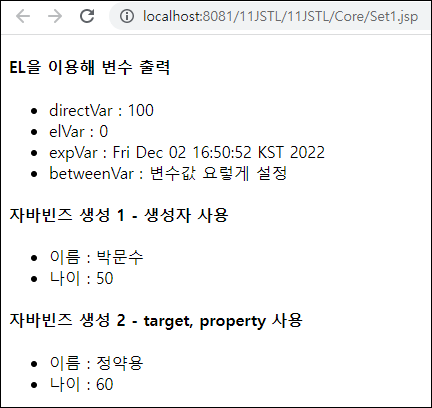 localhost:8081/11JSTL/11JSTL/Core/Set1.jsp
EL을 이용해 변수 출력
• directVar : 100
• elVar : 0
• expVar : Fri Dec 02 16:50:52 KST 2022
• betweenVar : 변수값 요렇게 설정
자바빈즈 생성 1 - 생성자 사용
• 이름 : 박문수
• 나이 : 50
자바빈즈 생성 2 - target, property 사용
• 이름 : 정약용
• 나이 : 60